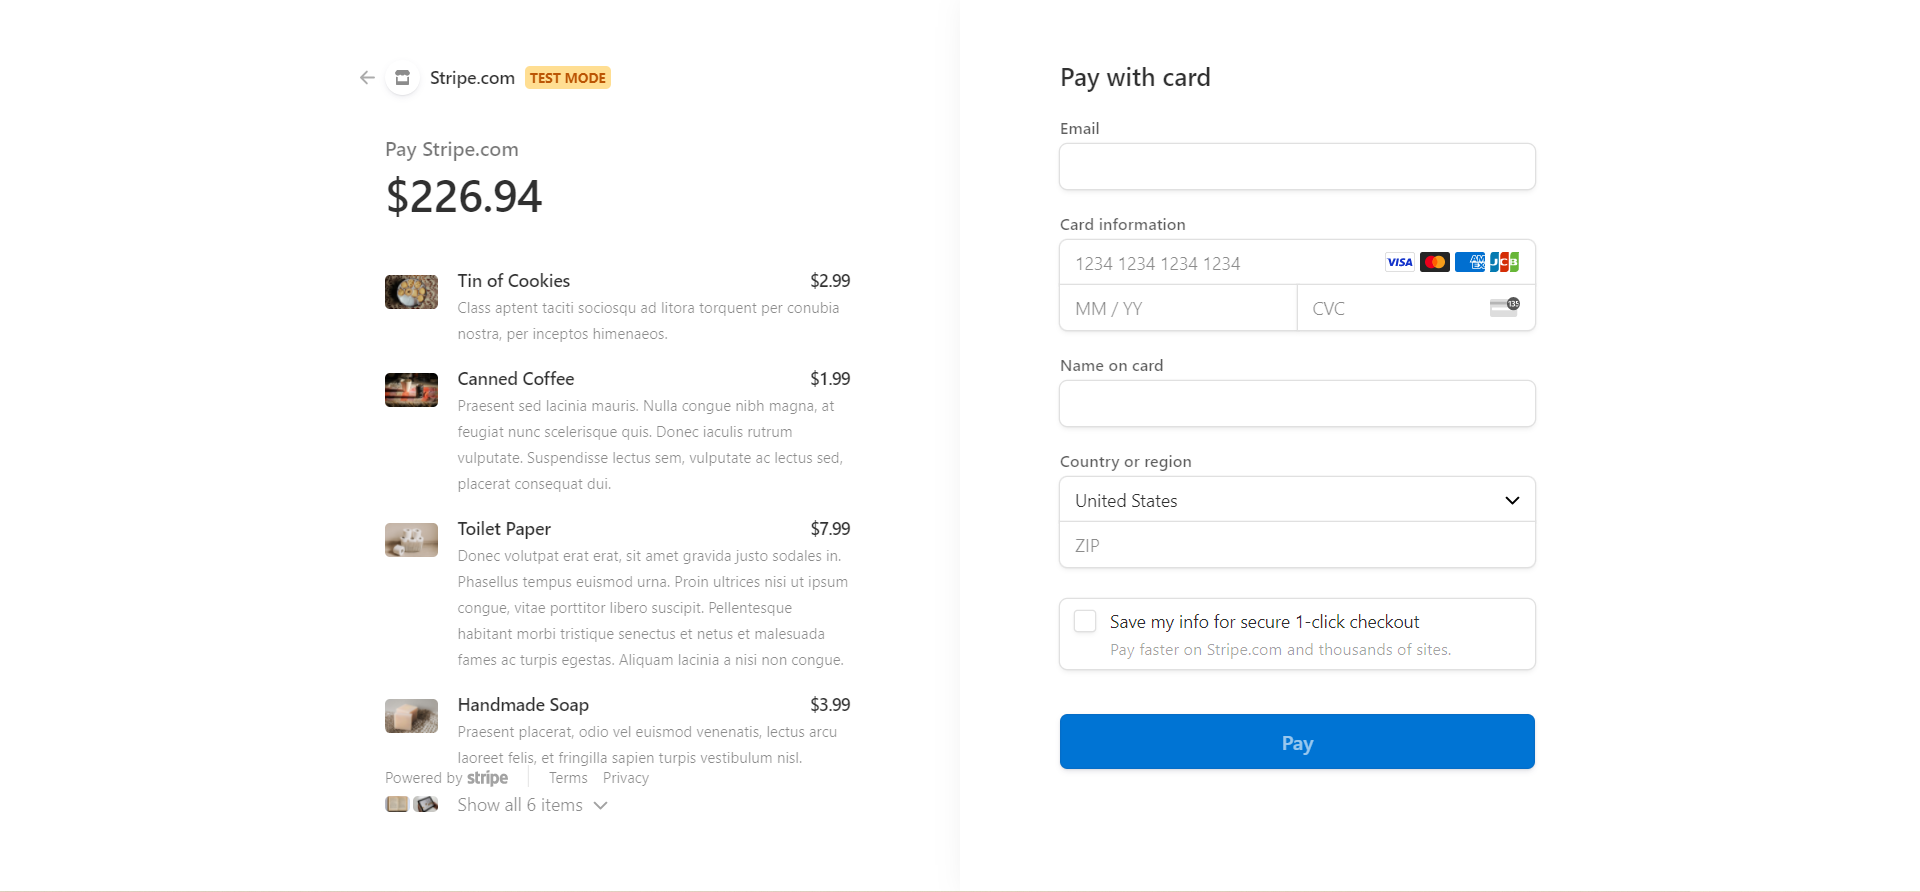 Stripe.com TEST MODE
Pay Stripe.com
$226.94
Tin of Cookies $2.99
Class aptent taciti sociosqu ad litora torquent per conubia
nostra, per inceptos himenaeos.
Canned Coffee $1.99
Praesent sed lacinia mauris. Nulla congue nibh magna, at
feugiat nunc scelerisque quis. Donec iaculis rutrum
vulputate. Suspendisse lectus sem, vulputate ac lectus sed,
placerat consequat dui.
Toilet Paper $7.99
Donec volutpat erat erat, sit amet gravida justo sodales in.
Phasellus tempus euismod urna. Proin ultrices nisi ut ipsum
congue, vitae porttitor libero suscipit. Pellentesque
habitant morbi tristique senectus et netus et malesuada
fames ac turpis egestas. Aliquam lacinia a nisi non congue.
Handmade Soap $3.99
Praesent placerat, odio vel euismod venenatis, lectus arcu
laoreet felis, et fringilla sapien turpis vestibulum nisl.
Powered by stripe Terms Privacy
Show all 6 items
Pay with card
Email
Card information
1234 1234 1234 1234 VISA AMEX JCB
MM / YY CVC 135
Name on card
Country or region
United States
ZIP
Save my info for secure 1-click checkout
Pay faster on Stripe.com and thousands of sites.
Pay